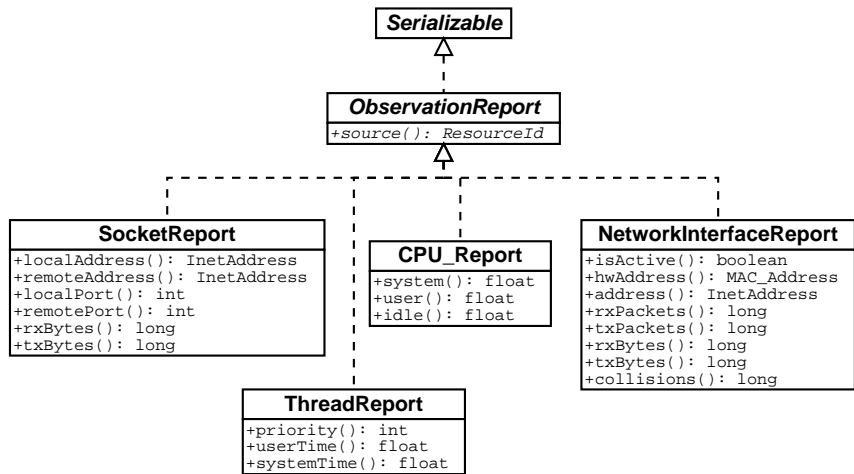 Serializable
ObservationReport
+source(): ResourceId
SocketReport
+localAddress(): InetAddress
+remoteAddress(): InetAddress
+localPort(): int
+remotePort(): int
+rxBytes(): long
+txBytes(): long
CPU_Report
+system(): float
+user(): float
+idle(): float
NetworkInterfaceReport
+isActive(): boolean
+hwAddress(): MAC_Address
+address(): InetAddress
+rxPackets(): long
+txPackets(): long
+rxBytes(): long
+txBytes(): long
+collisions(): long
ThreadReport
+priority(): int
+userTime(): float
+systemTime(): float